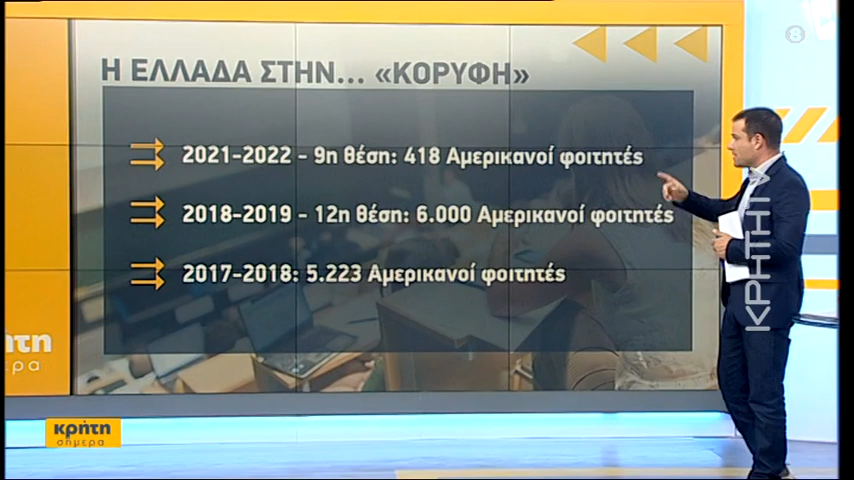 Η ΕΛΛΑΔΑ ΣΤΗΝ... «ΚΟΡΥΦΗ»
2021-2022 - 9η θέση: 418 Αμερικανοί φοιτητές
2018-2019 - 12η θέση: 6.000 Αμερικανοί φοιτητές
2017-2018: 5.223 Αμερικανοί φοιτητές
ΚΡΗΤΗ
κρήτη
σήμερα
8